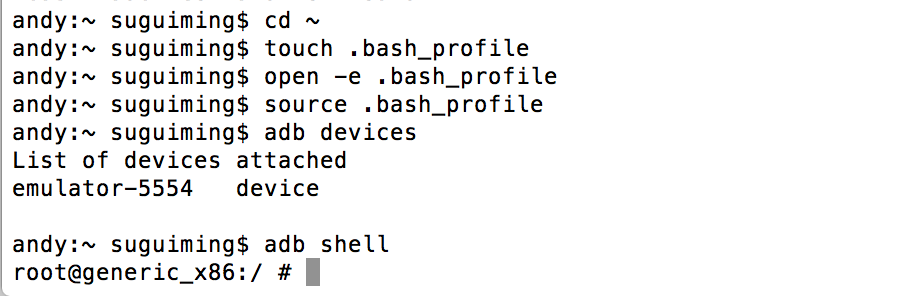 andy:~ suguiming$ cd ~
andy:~ suguiming$ touch .bash_profile
andy:~ suguiming$ open -e .bash_profile
andy:~ suguiming$ source .bash_profile
andy:~ suguiming$ adb devices
List of devices attached
emulator-5554   device

andy:~ suguiming$ adb shell
root@generic_x86:/ #